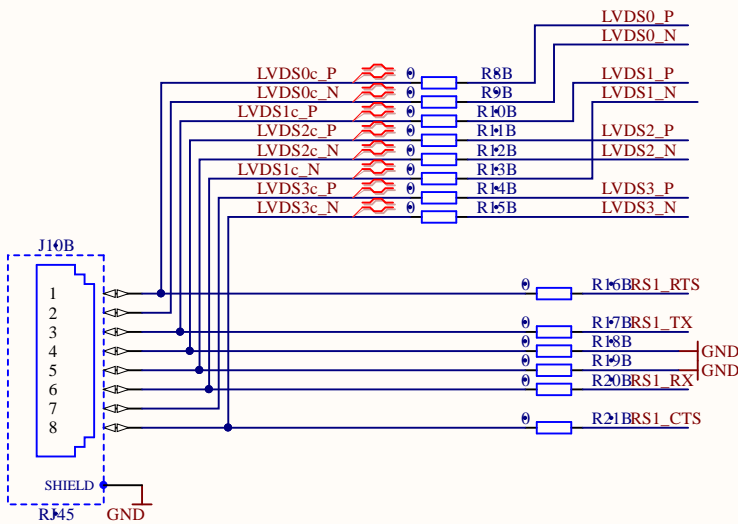 LVDS0_P
LVDS0_N
LVDS0c_P 0 R8B LVDS1_P
LVDS0c_N 0 R9B LVDS1_N
LVDS1c_P 0 R10B
LVDS2c_P 0 R11B LVDS2_P
LVDS2c_N 0 R12B LVDS2_N
LVDS1c_N 0 R13B
LVDS3c_P 0 R14B LVDS3_P
LVDS3c_N 0 R15B LVDS3_N
J10B
1 0 R16B RS1_RTS
2
3 0 R17B RS1_TX
4 0 R18B GND
5 0 R19B GND
6 0 R20B RS1_RX
7
8 0 R21B RS1_CTS
SHIELD
RJ45 GND